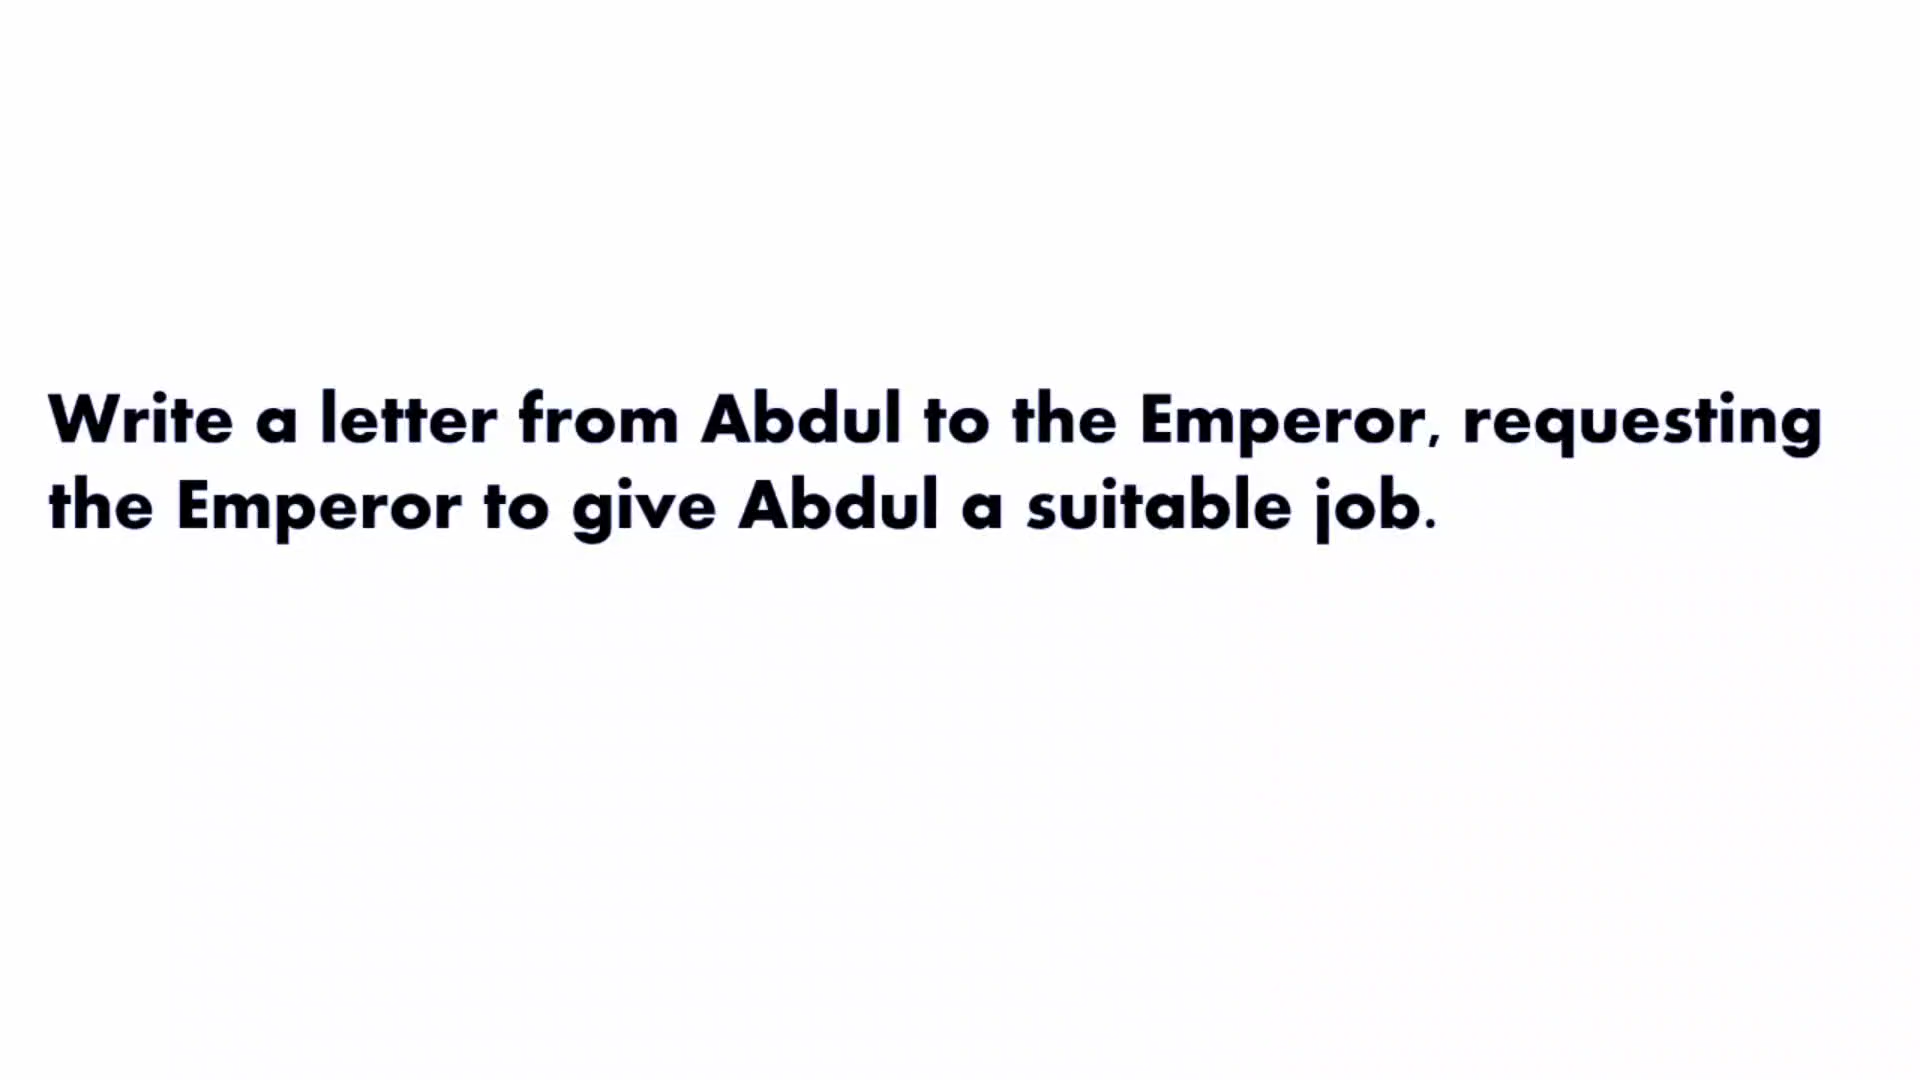 Write a letter from Abdul to the Emperor, requesting
the Emperor to give Abdul a suitable job.